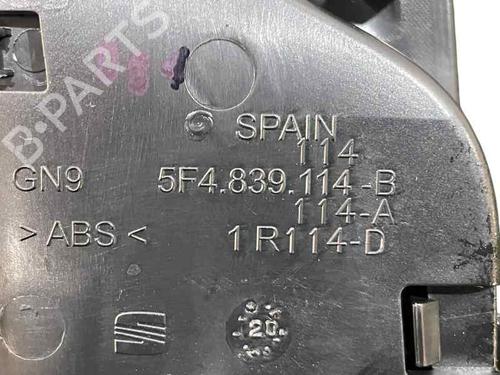 B-PARTS
SPAIN
114
GN9 5F4.839.114-B
114-A
> ABS < 1R114-D
20